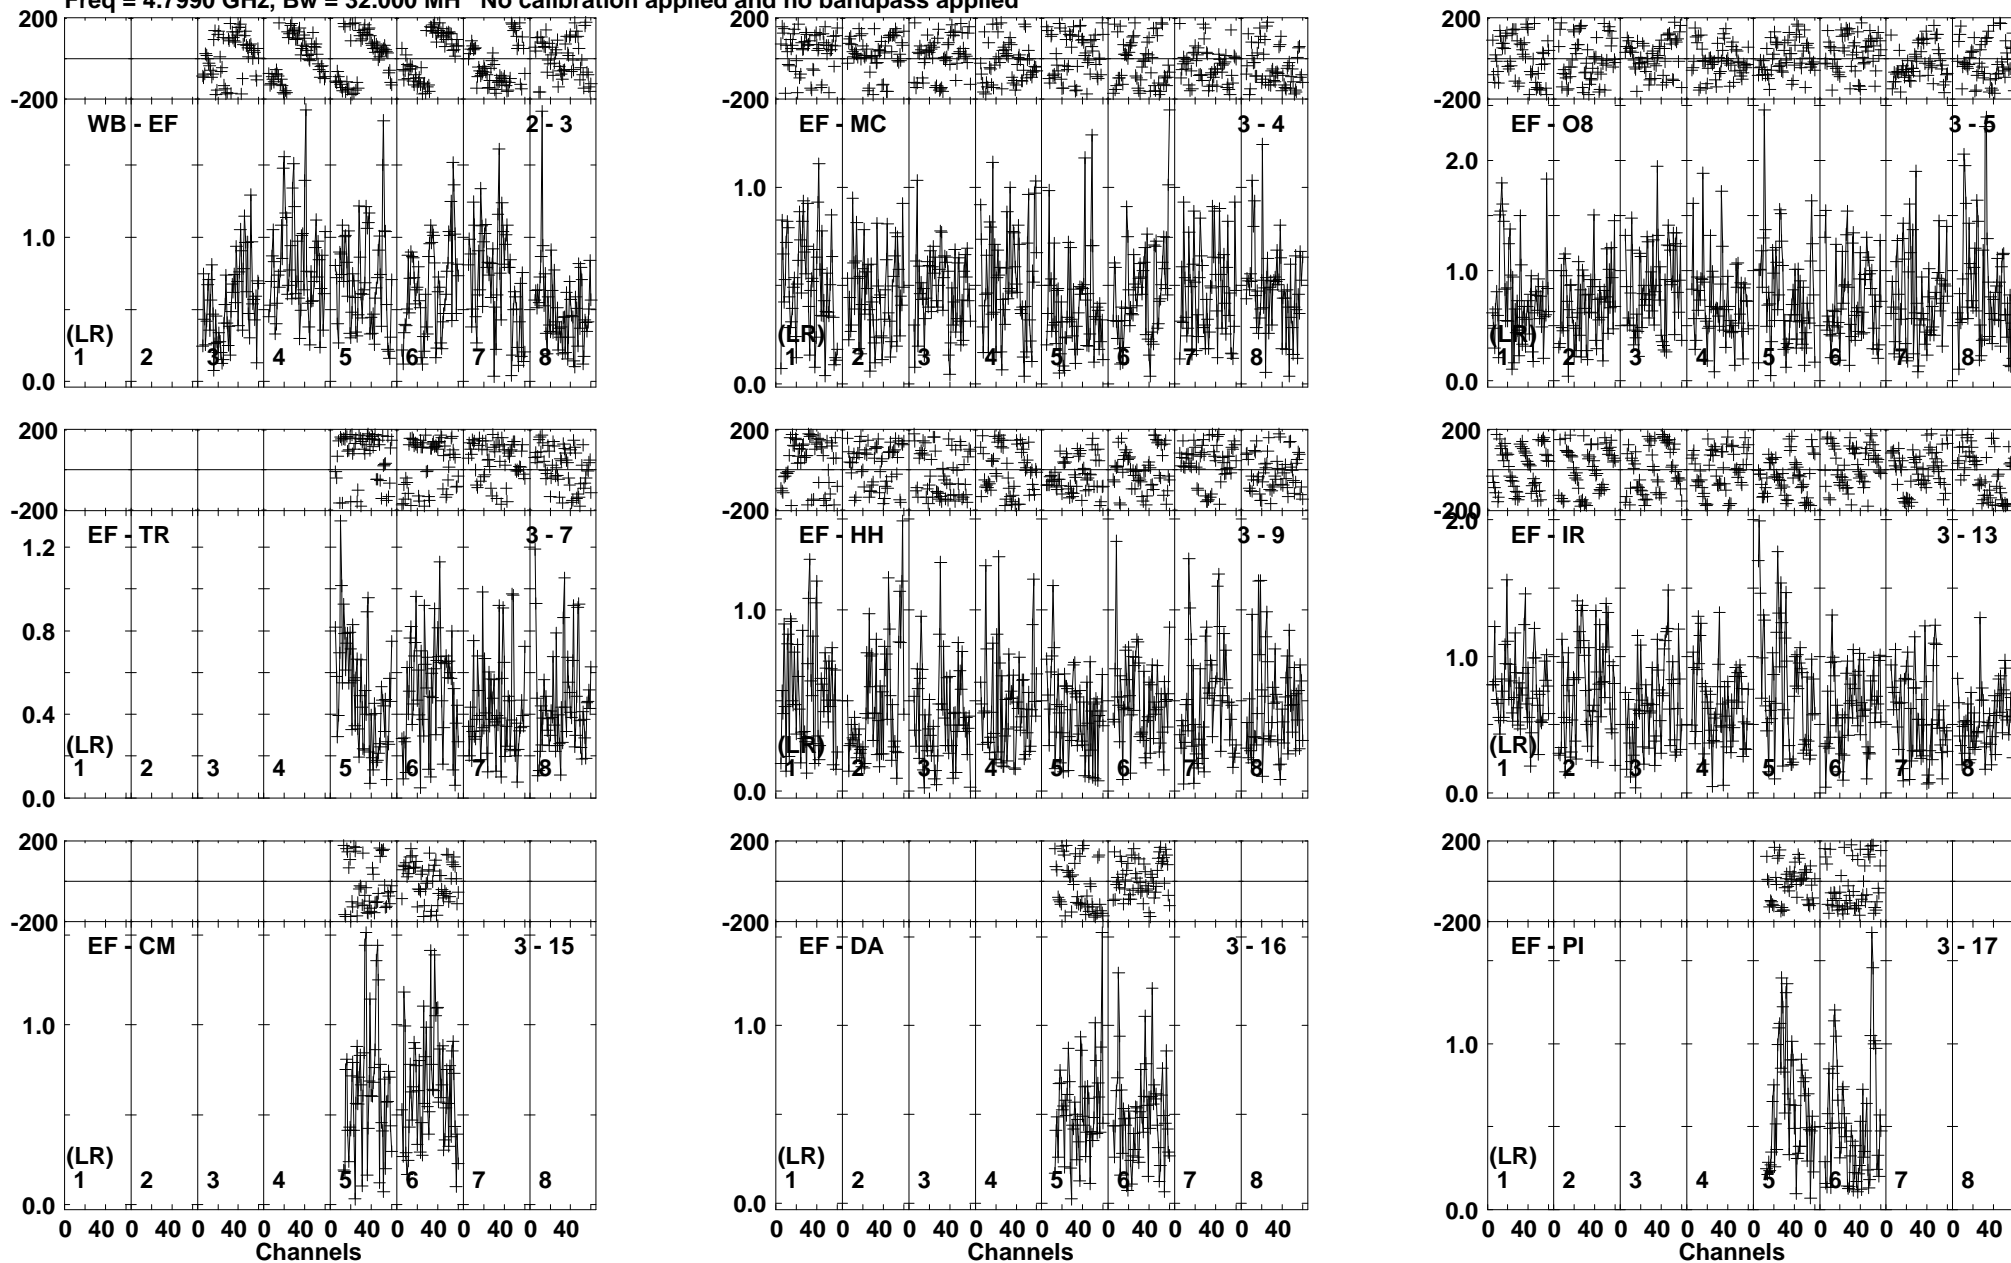 Freq = 4.7990 GHz, Bw = 32.000 MH No calibration applied and no bandpass applied
200 200 200
-200 -200 -200
WB - EF 2 - 3 EF - MC 3 - 4 EF - O8 3 - 5
2.0
1.0 1.0 1.0
(LR) (LR) (LR)
1 2 3 4 5 6 7 8 1 2 3 4 5 6 7 8 1 2 3 4 5 6 7 8
0.0 0.0 0.0
200 200 200
-200 -200 -200
2.0
EF - TR 3 - 7 EF - HH 3 - 9 EF - IR 3 - 13
1.2
0.8 1.0 1.0
0.4
(LR) (LR) (LR)
1 2 3 4 5 6 7 8 1 2 3 4 5 6 7 8 1 2 3 4 5 6 7 8
0.0 0.0 0.0
200 200 200
-200 -200 -200
EF - CM 3 - 15 EF - DA 3 - 16 EF - PI 3 - 17
1.0 1.0 1.0
(LR) (LR) (LR)
1 2 3 4 5 6 7 8 1 2 3 4 5 6 7 8 1 2 3 4 5 6 7 8
0.0 0.0 0.0
0 40 0 40 0 40 0 40 0 40 0 40 0 40 0 40 0 40 0 40 0 40 0 40 0 40 0 40 0 40 0 40 0 40 0 40 0 40 0 40 0 40 0 40 0 40 0 40
Channels Channels Channels